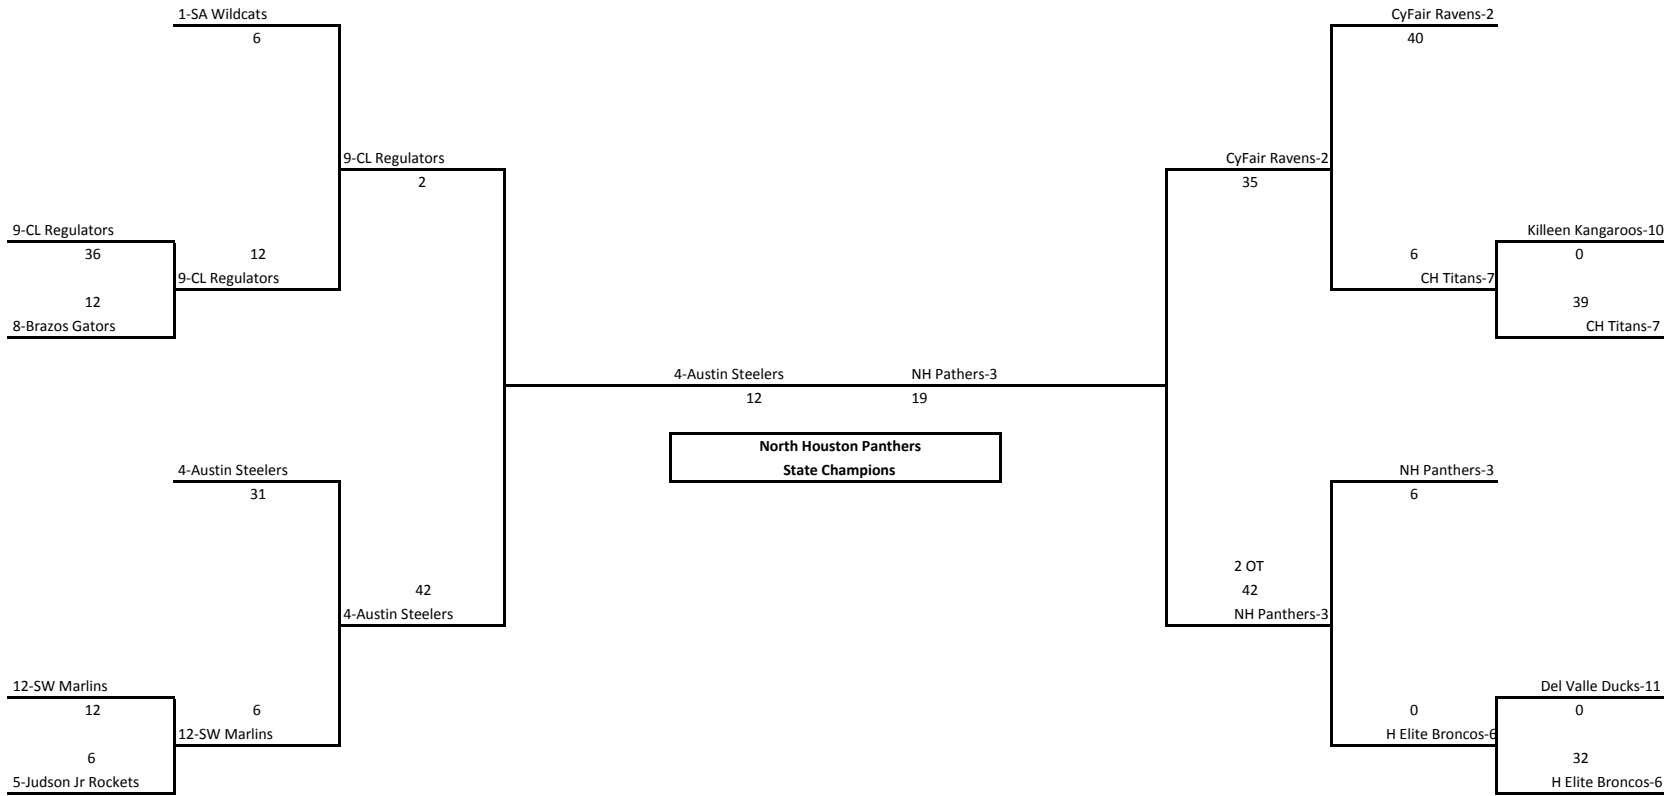 1-SA Wildcats
6
9-CL Regulators
2
9-CL Regulators
36
12
9-CL Regulators
12
8-Brazos Gators
4-Austin Steelers
31
42
4-Austin Steelers
12-SW Marlins
12
6
12-SW Marlins
6
5-Judson Jr Rockets
4-Austin Steelers
12
NH Pathers-3
19
North Houston Panthers
State Champions
CyFair Ravens-2
40
CyFair Ravens-2
35
Killeen Kangaroos-10
0
6
CH Titans-7
39
CH Titans-7
NH Panthers-3
6
2 OT
42
NH Panthers-3
Del Valle Ducks-11
0
0
H Elite Broncos-6
32
H Elite Broncos-6